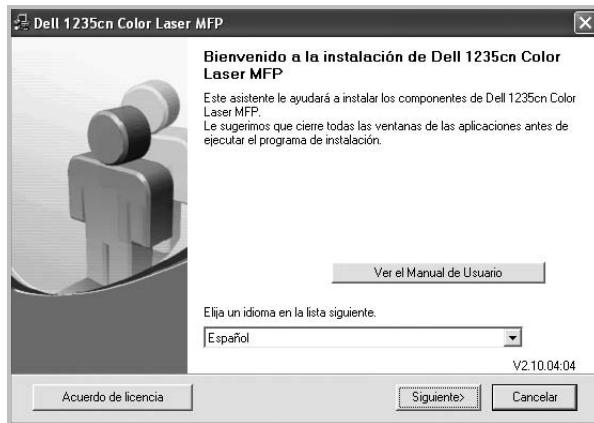 Dell 1235cn Color Laser MFP
Bienvenido a la instalación de Dell 1235cn Color
Laser MFP
Este asistente le ayudará a instalar los componentes de Dell 1235cn Color
Laser MFP.
Le sugerimos que cierre todas las ventanas de las aplicaciones antes de
ejecutar el programa de instalación.
Ver el Manual de Usuario
Elija un idioma en la lista siguiente.
Español
V2.10.04:04
Acuerdo de licencia
Siguiente>
Cancelar